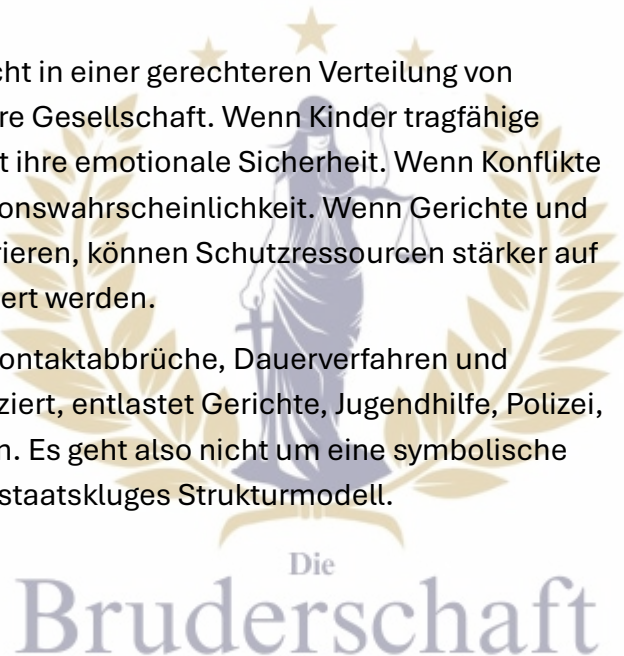 cht in einer gerechteren Verteilung von
re Gesellschaft. Wenn Kinder tragfähige
t ihre emotionale Sicherheit. Wenn Konflikte
onswahrscheinlichkeit. Wenn Gerichte und
rieren, können Schutzressourcen stärker auf
ert werden.
ontaktabbrüche, Dauerverfahren und
ziert, entlastet Gerichte, Jugendhilfe, Polizei,
n. Es geht also nicht um eine symbolische
staatskluges Strukturmodell.
Die
Bruderschaft